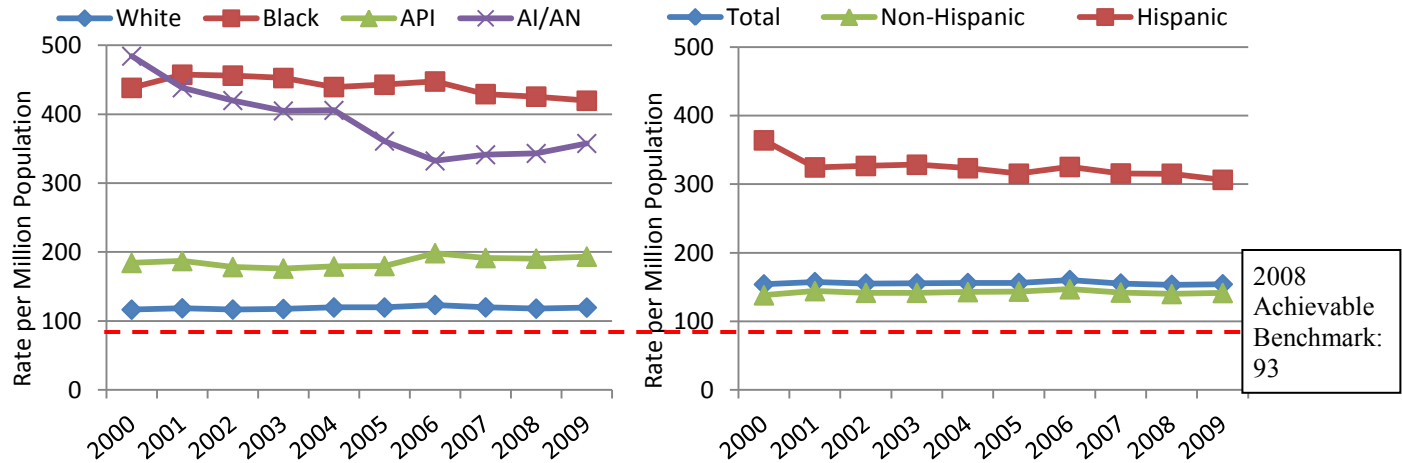 White Black API AI/AN
Rate per Million Population
500
400
300
200
100
0
2000 2001 2002 2003 2004 2005 2006 2007 2008 2009
Total Non-Hispanic Hispanic
Rate per Million Population
500
400
300
200
100
0
2000 2001 2002 2003 2004 2005 2006 2007 2008 2009
2008
Achievable
Benchmark:
93